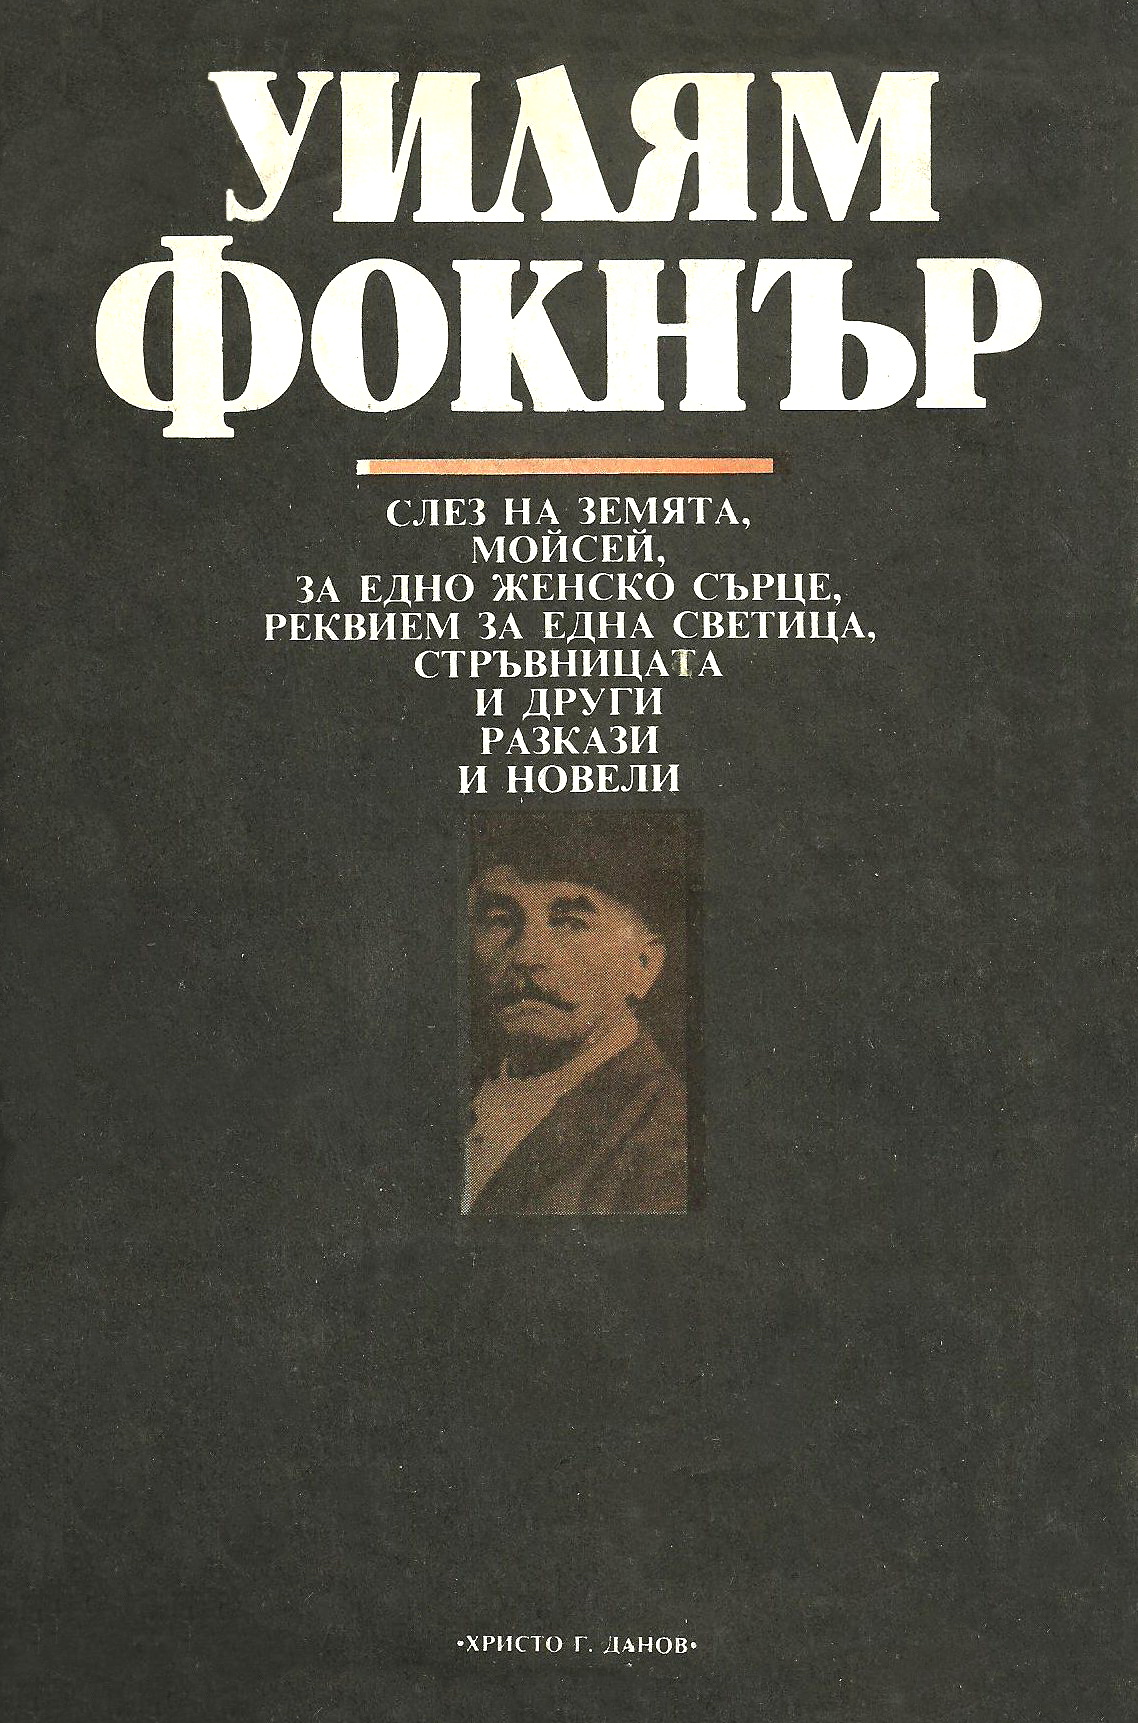 УИЛЯМ
ФОКНЪР
СЛЕЗ НА ЗЕМЯТА,
МОЙСЕЙ,
ЗА ЕДНО ЖЕНСКО СЪРЦЕ,
РЕКВИЕМ ЗА ЕДНА СВЕТИЦА,
СТРЪВНИЦАТА
И ДРУГИ
РАЗКАЗИ
И НОВЕЛИ
•ХРИСТО Г. ДАНОВ•